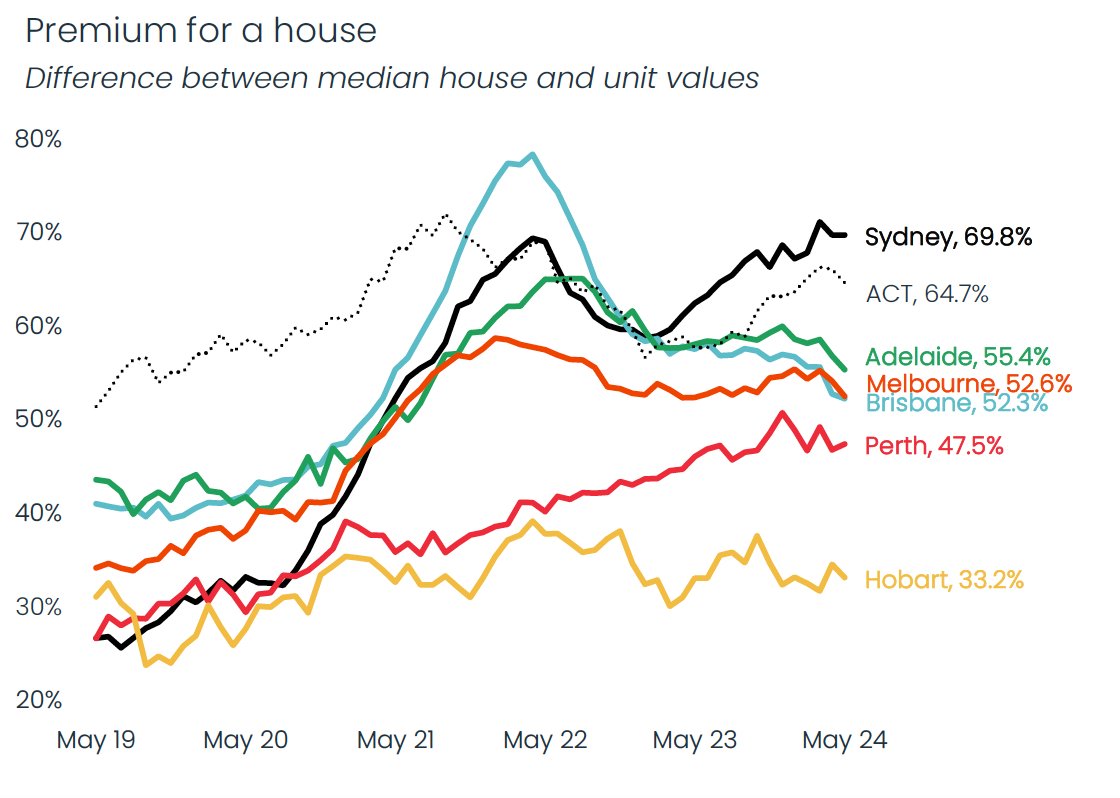 Premium for a house
Difference between median house and unit values
80%
70%
60%
50%
40%
30%
20%
Sydney, 69.8%
ACT, 64.7%
Adelaide, 55.4%
Melbourne, 52.6%
Brisbane, 52.3%
Perth, 47.5%
Hobart, 33.2%
May 19 May 20 May 21 May 22 May 23 May 24